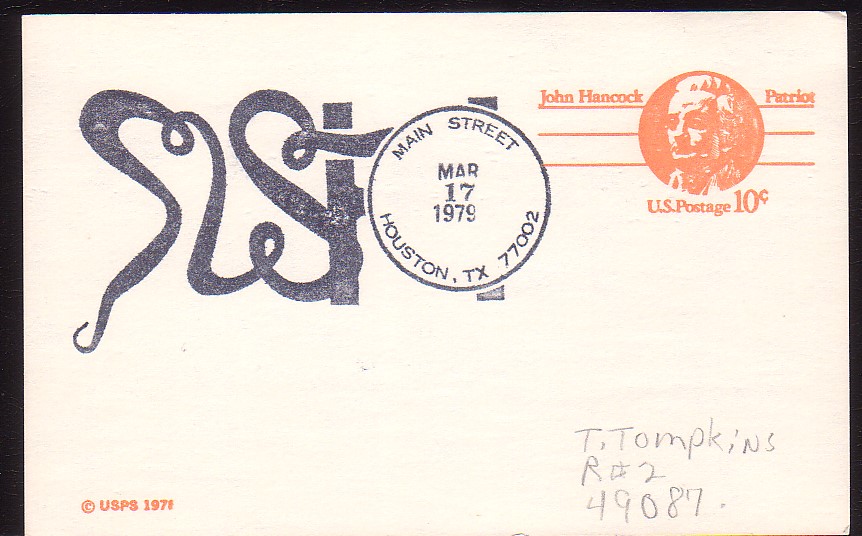 John Hancock Patriot
U.S.Postage 10¢
MAIN STREET
MAR
17
1979
HOUSTON, TX 77002
T. Tompkins
R#2
49087.
© USPS 1978